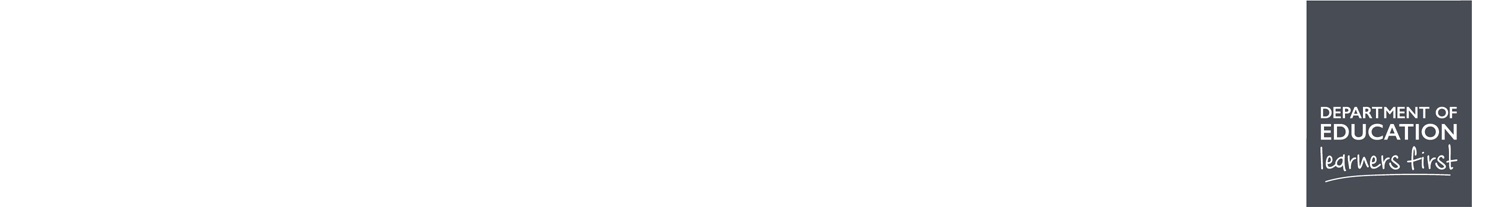 DEPARTMENT OF
EDUCATION
learners first